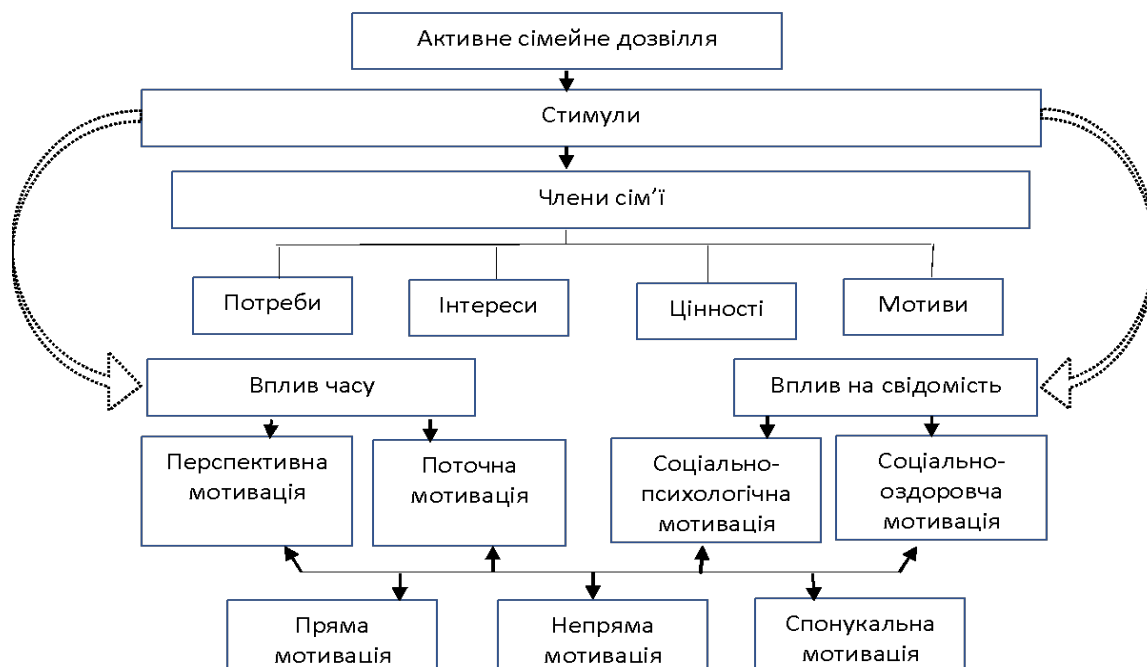 Активне сімейне дозвілля
Стимули
Члени сім’ї
Потреби
Інтереси
Цінності
Мотиви
Вплив часу
Вплив на свідомість
Перспективна
мотивація
Поточна
мотивація
Соціально-
психологічна
мотивація
Соціально-
оздоровча
мотивація
Пряма
мотивація
Непряма
мотивація
Спонукальна
мотивація